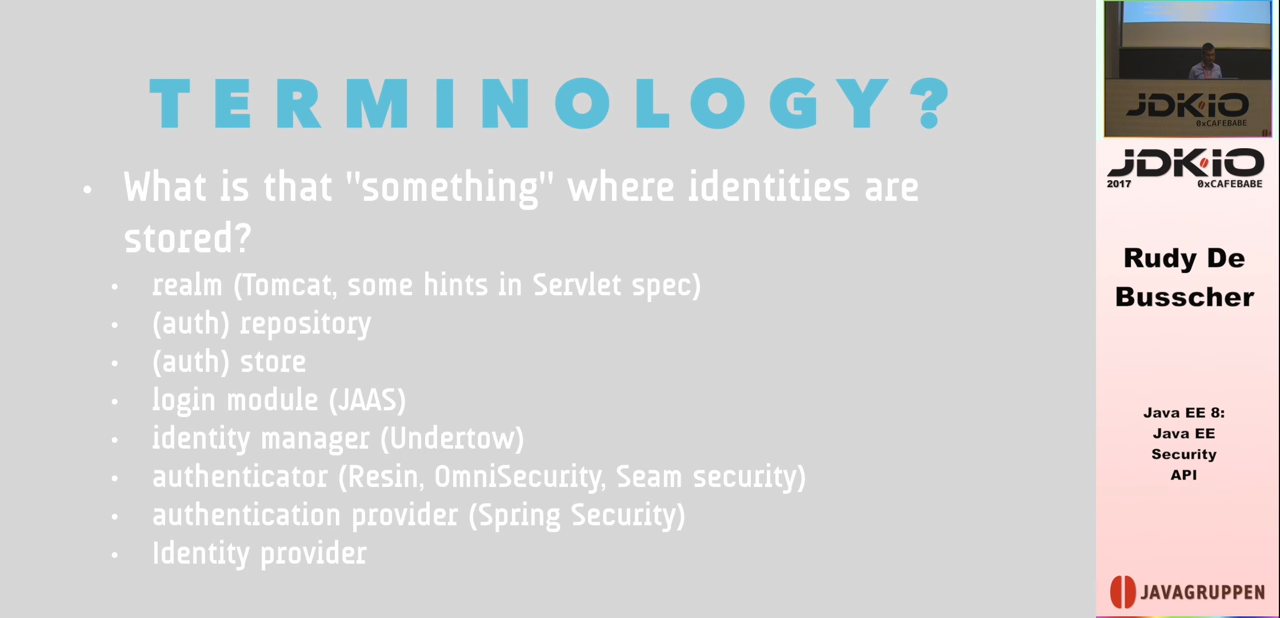 TERMINOLOGY?
• What is that "something" where identities are
stored?
• realm (Tomcat, some hints in Servlet spec)
• (auth) repository
• (auth) store
• login module (JAAS)
• identity manager (Undertow)
• authenticator (Resin, OmniSecurity, Seam security)
• authentication provider (Spring Security)
• Identity provider
JDK.IO
0xCAFEBABE
JDK.IO
2017 0xCAFEBABE
Rudy De
Busscher
Java EE 8:
Java EE
Security
API
JAVAGRUPPEN